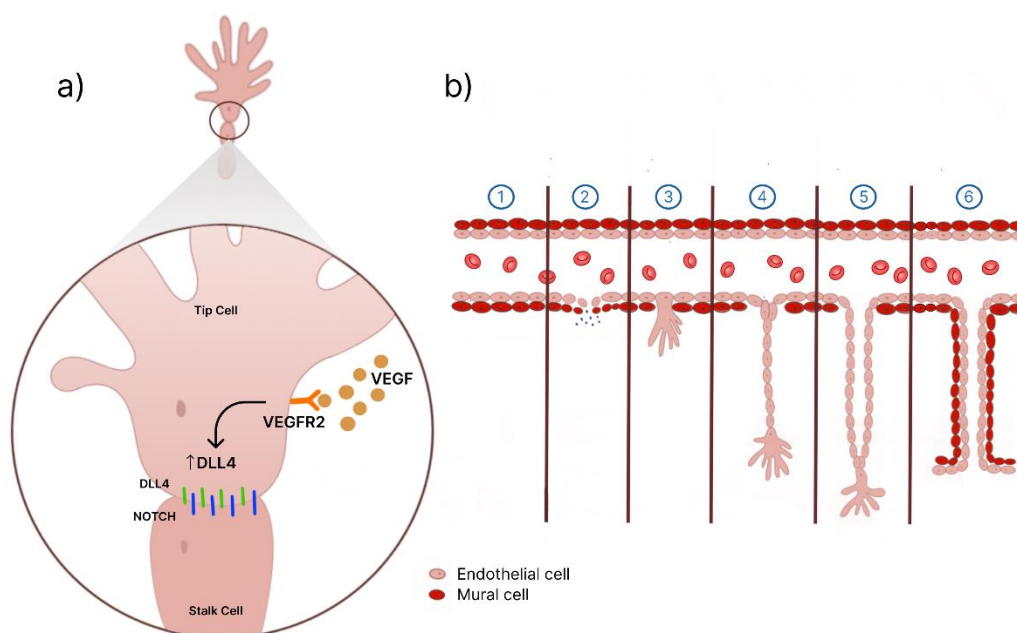 a)
b)
1 2 3 4 5 6
Tip Cell
VEGF
VEGFR2
↑DLL4
DLL4
NOTCH
Stalk Cell
Endothelial cell
Mural cell